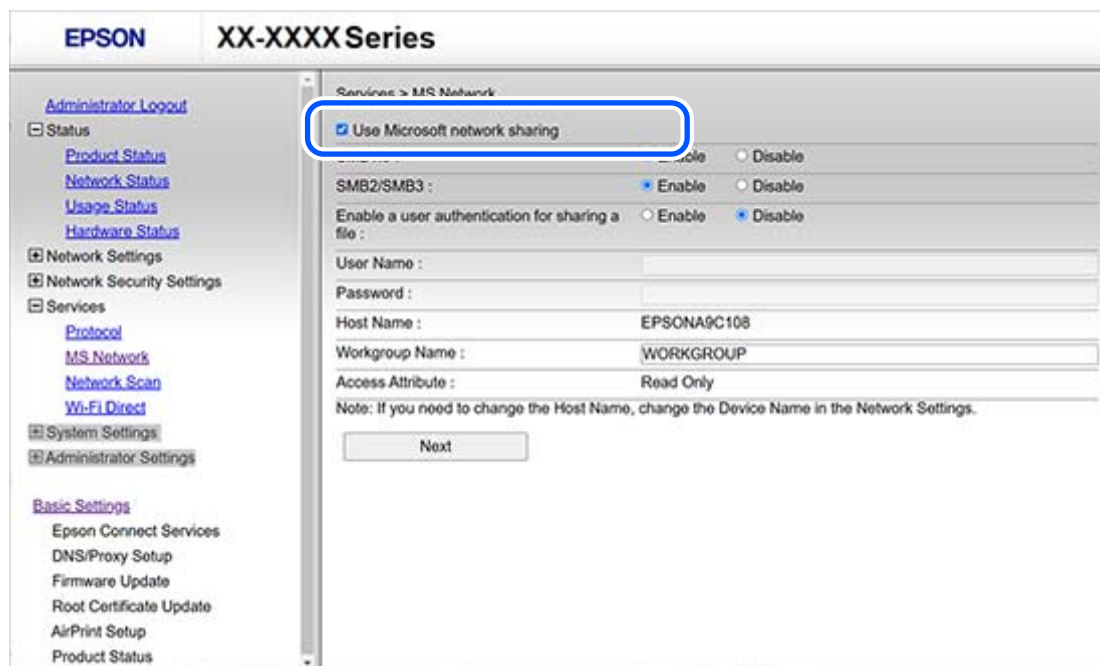 EPSON
XX-XXXX Series
Administrator Logout
Status
Product Status
Network Status
Usage Status
Hardware Status
Network Settings
Network Security Settings
Services
Protocol
MS Network
Network Scan
Wi-Fi Direct
System Settings
Administrator Settings
Basic Settings
Epson Connect Services
DNS/Proxy Setup
Firmware Update
Root Certificate Update
AirPrint Setup
Product Status
Services > MS Network
Use Microsoft network sharing
Enable Disable
SMB2/SMB3 : Enable Disable
Enable a user authentication for sharing a Enable Disable
file :
User Name :
Password :
Host Name : EPSONA9C108
Workgroup Name : WORKGROUP
Access Attribute : Read Only
Note: If you need to change the Host Name, change the Device Name in the Network Settings.
Next